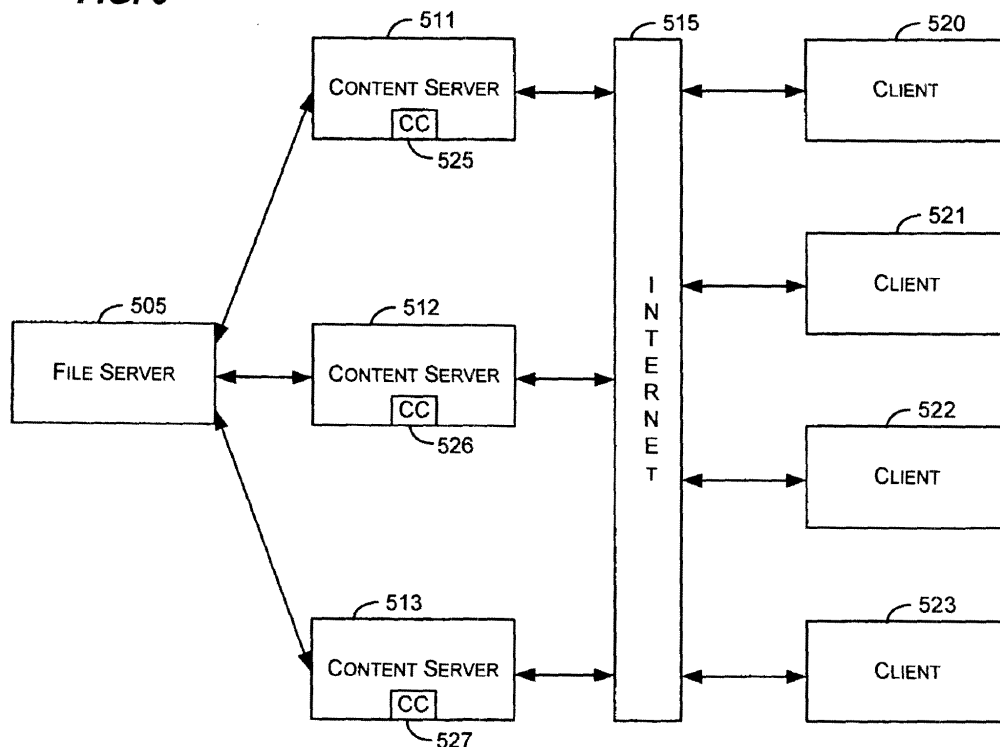 511
515
520
CONTENT SERVER
CC
525
CLIENT
521
CLIENT
INTERNET
505
FILE SERVER
512
CONTENT SERVER
CC
526
522
CLIENT
513
CONTENT SERVER
CC
527
523
CLIENT